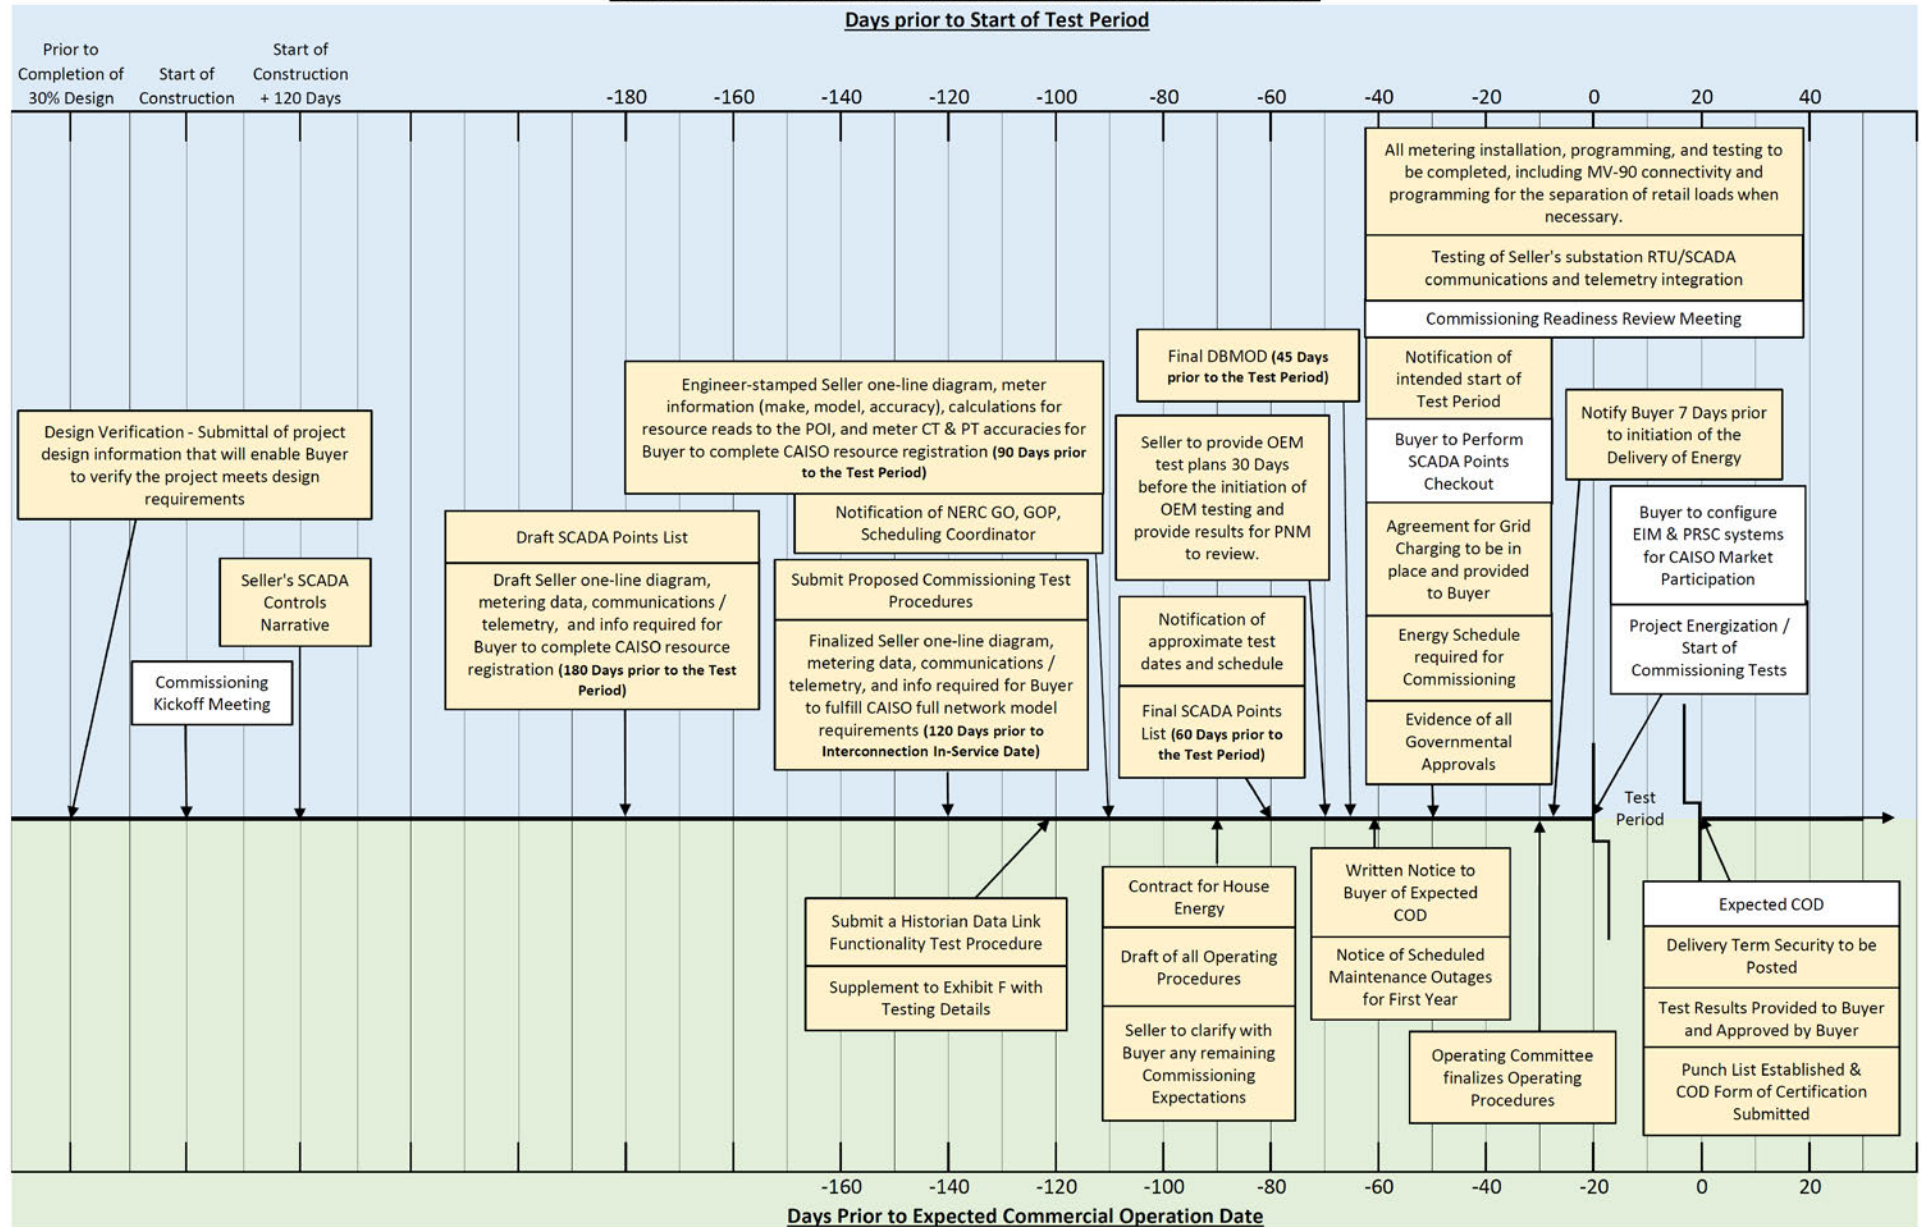 Days prior to Start of Test Period
Prior to
Completion of
30% Design
Start of
Construction
Start of
Construction
+ 120 Days
-180
-160
-140
-120
-100
-80
-60
-40
-20
0
20
40
All metering installation, programming, and testing to
be completed, including MV-90 connectivity and
programming for the separation of retail loads when
necessary.
Testing of Seller's substation RTU/SCADA
communications and telemetry integration
Commissioning Readiness Review Meeting
Final DBMOD (45 Days
prior to the Test Period)
Notification of
intended start of
Test Period
Engineer-stamped Seller one-line diagram, meter
information (make, model, accuracy), calculations for
resource reads to the POI, and meter CT & PT accuracies for
Buyer to complete CAISO resource registration (90 Days prior
to the Test Period)
Notify Buyer 7 Days prior
to initiation of the
Delivery of Energy
Design Verification - Submittal of project
design information that will enable Buyer
to verify the project meets design
requirements
Seller to provide OEM
test plans 30 Days
before the initiation of
OEM testing and
provide results for PNM
to review.
Buyer to Perform
SCADA Points
Checkout
Notification of NERC GO, GOP,
Scheduling Coordinator
Buyer to configure
EIM & PRSC systems
for CAISO Market
Participation
Draft SCADA Points List
Agreement for Grid
Charging to be in
place and provided
to Buyer
Seller's SCADA
Controls
Narrative
Draft Seller one-line diagram,
metering data, communications /
telemetry, and info required for
Buyer to complete CAISO resource
registration (180 Days prior to the Test
Period)
Submit Proposed Commissioning Test
Procedures
Finalized Seller one-line diagram,
metering data, communications /
telemetry, and info required for Buyer
to fulfill CAISO full network model
requirements (120 Days prior to
Interconnection In-Service Date)
Notification of
approximate test
dates and schedule
Energy Schedule
required for
Commissioning
Project Energization /
Start of
Commissioning Tests
Commissioning
Kickoff Meeting
Final SCADA Points
List (60 Days prior to
the Test Period)
Evidence of all
Governmental
Approvals
Test
Period
Submit a Historian Data Link
Functionality Test Procedure
Supplement to Exhibit F with
Testing Details
Contract for House
Energy
Draft of all Operating
Procedures
Seller to clarify with
Buyer any remaining
Commissioning
Expectations
Written Notice to
Buyer of Expected
COD
Notice of Scheduled
Maintenance Outages
for First Year
Operating Committee
finalizes Operating
Procedures
Expected COD
Delivery Term Security to be
Posted
Test Results Provided to Buyer
and Approved by Buyer
Punch List Established &
COD Form of Certification
Submitted
-160
-140
-120
-100
-80
-60
-40
-20
0
20
Days Prior to Expected Commercial Operation Date